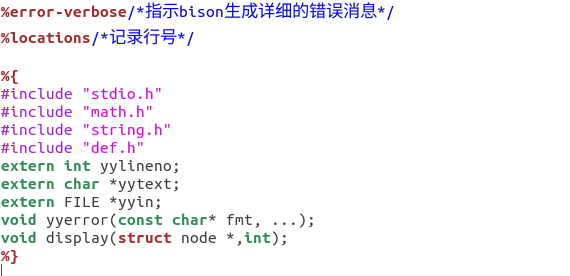 %error-verbose/*指示bison生成详细的错误消息*/
%locations/*记录行号*/
%{
#include "stdio.h"
#include "math.h"
#include "string.h"
#include "def.h"
extern int yylineno;
extern char *yytext;
extern FILE *yyin;
void yyerror(const char* fmt, ...);
void display(struct node *,int);
%}